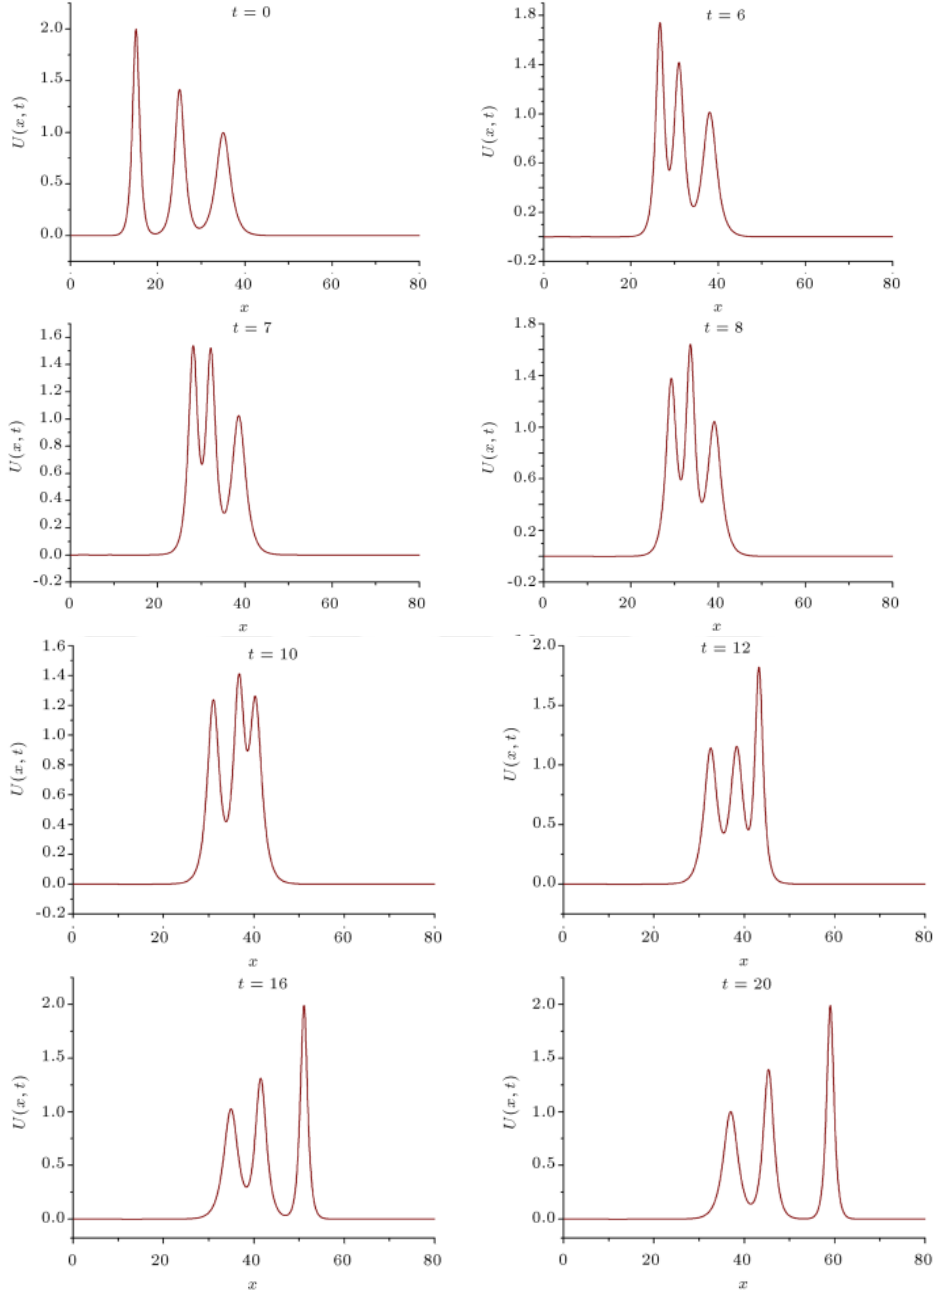 t = 0
U(x, t)
2.0
1.5
1.0
0.5
0.0
0 20 40 60 80
x
t = 6
U(x, t)
1.8
1.4
1.0
0.6
0.2
-0.2
0 20 40 60 80
x
t = 7
U(x, t)
1.6
1.4
1.2
1.0
0.8
0.6
0.4
0.2
0.0
-0.2
0 20 40 60 80
x
t = 8
U(x, t)
1.8
1.4
1.0
0.6
0.2
-0.2
0 20 40 60 80
x
t = 10
U(x, t)
1.6
1.4
1.2
1.0
0.8
0.6
0.4
0.2
0.0
-0.2
0 20 40 60 80
x
t = 12
U(x, t)
2.0
1.5
1.0
0.5
0.0
0 20 40 60 80
x
t = 16
U(x, t)
2.0
1.5
1.0
0.5
0.0
0 20 40 60 80
x
t = 20
U(x, t)
2.0
1.5
1.0
0.5
0.0
0 20 40 60 80
x